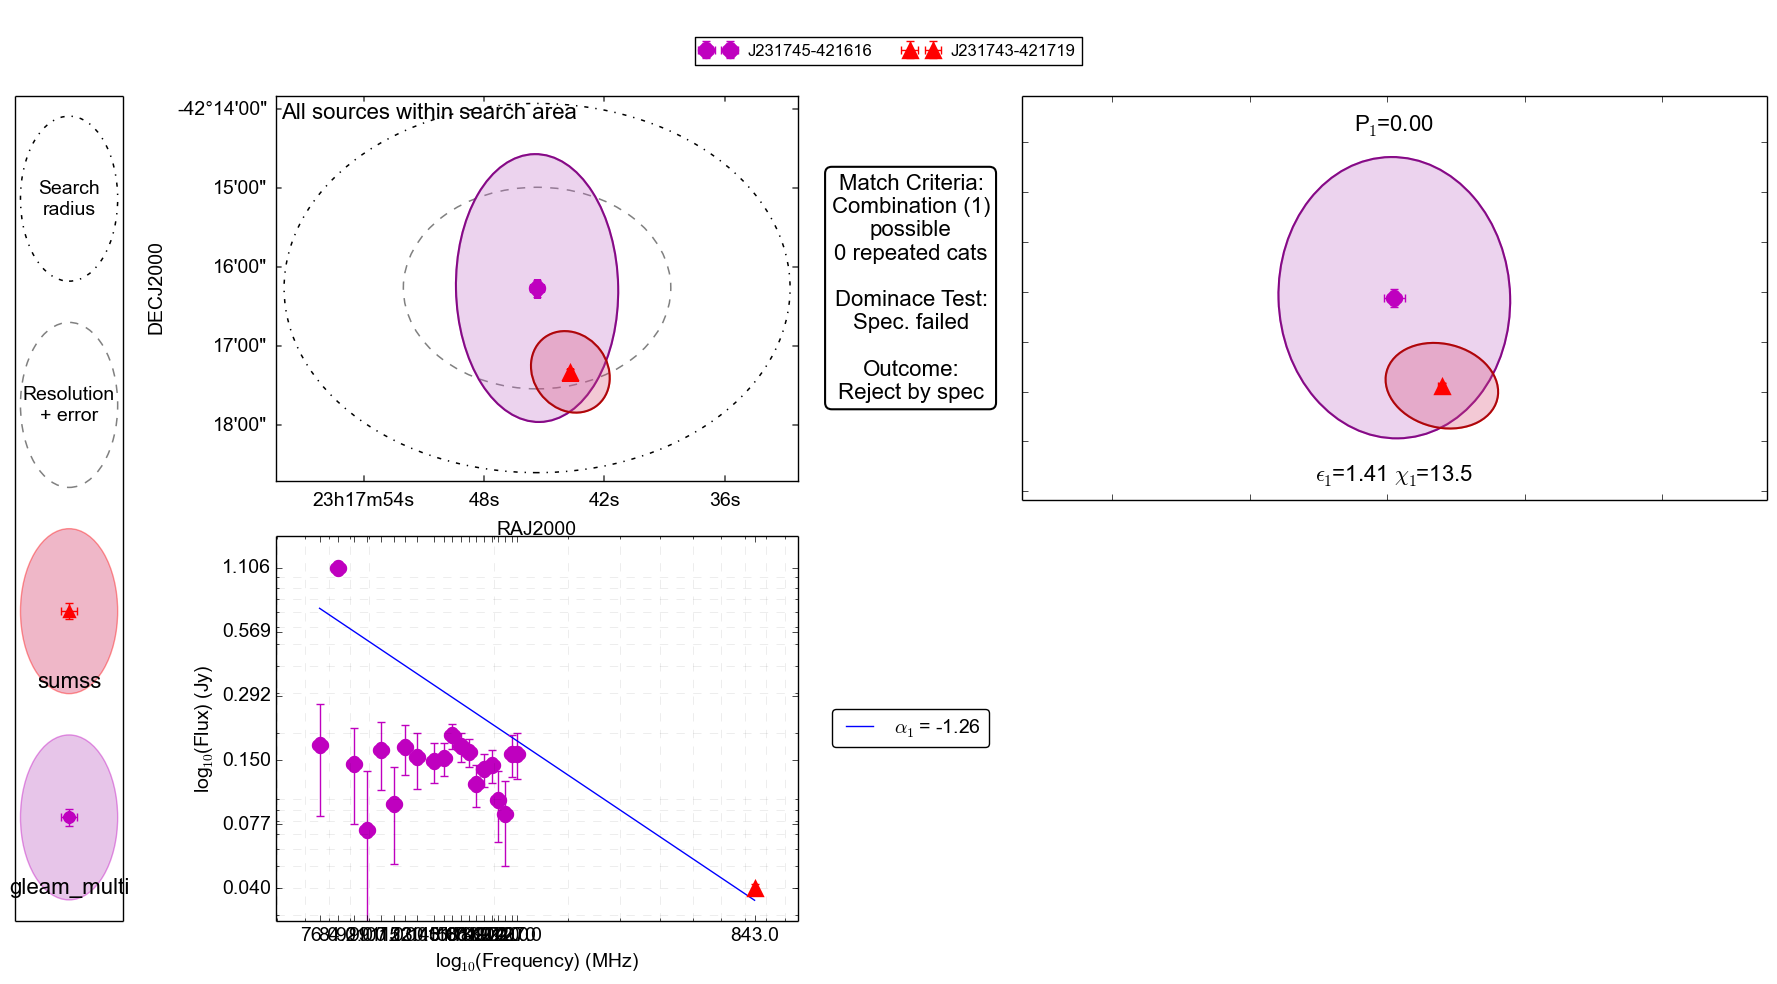 J231745-421616
J231743-421719
Search
radius
Resolution
+ error
sumss
gleam_multi
All sources within search area
DECJ2000
-42°14'00"
15'00"
16'00"
17'00"
18'00"
23h17m54s
48s
42s
36s
RAJ2000
Match Criteria:
Combination (1)
possible
0 repeated cats
Dominace Test:
Spec. failed
Outcome:
Reject by spec
P₁=0.00
ϵ₁=1.41 χ₁=13.5
log₁₀(Flux) (Jy)
1.106
0.569
0.292
0.150
0.077
0.040
843.0
log₁₀(Frequency) (MHz)
α₁ = -1.26